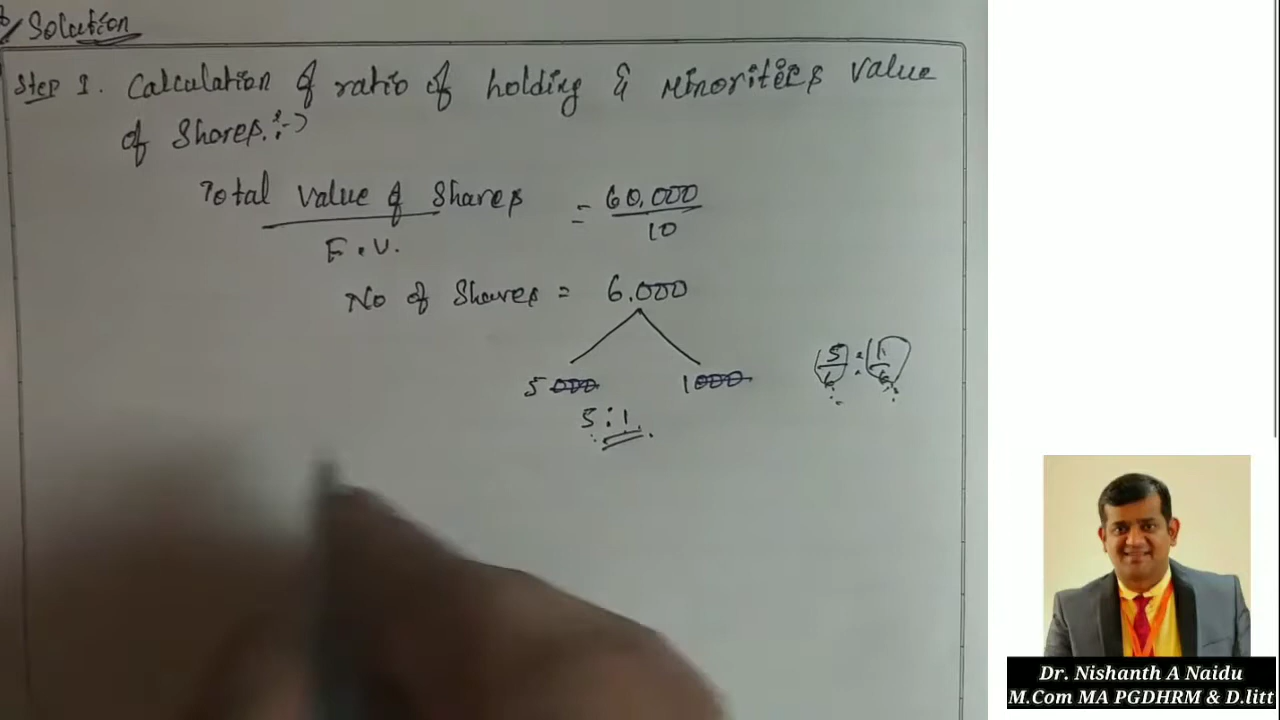 Solution
Step 1. Calculation of ratio of holding & Minorities value
of Shares :->
Total Value of Shares = 60,000
F.V. 10
No of Shares = 6.000
5000 1000
5:1
5/6 : 1/6
Dr. Nishanth A Naidu
M.Com MA PGDHRM & D.litt